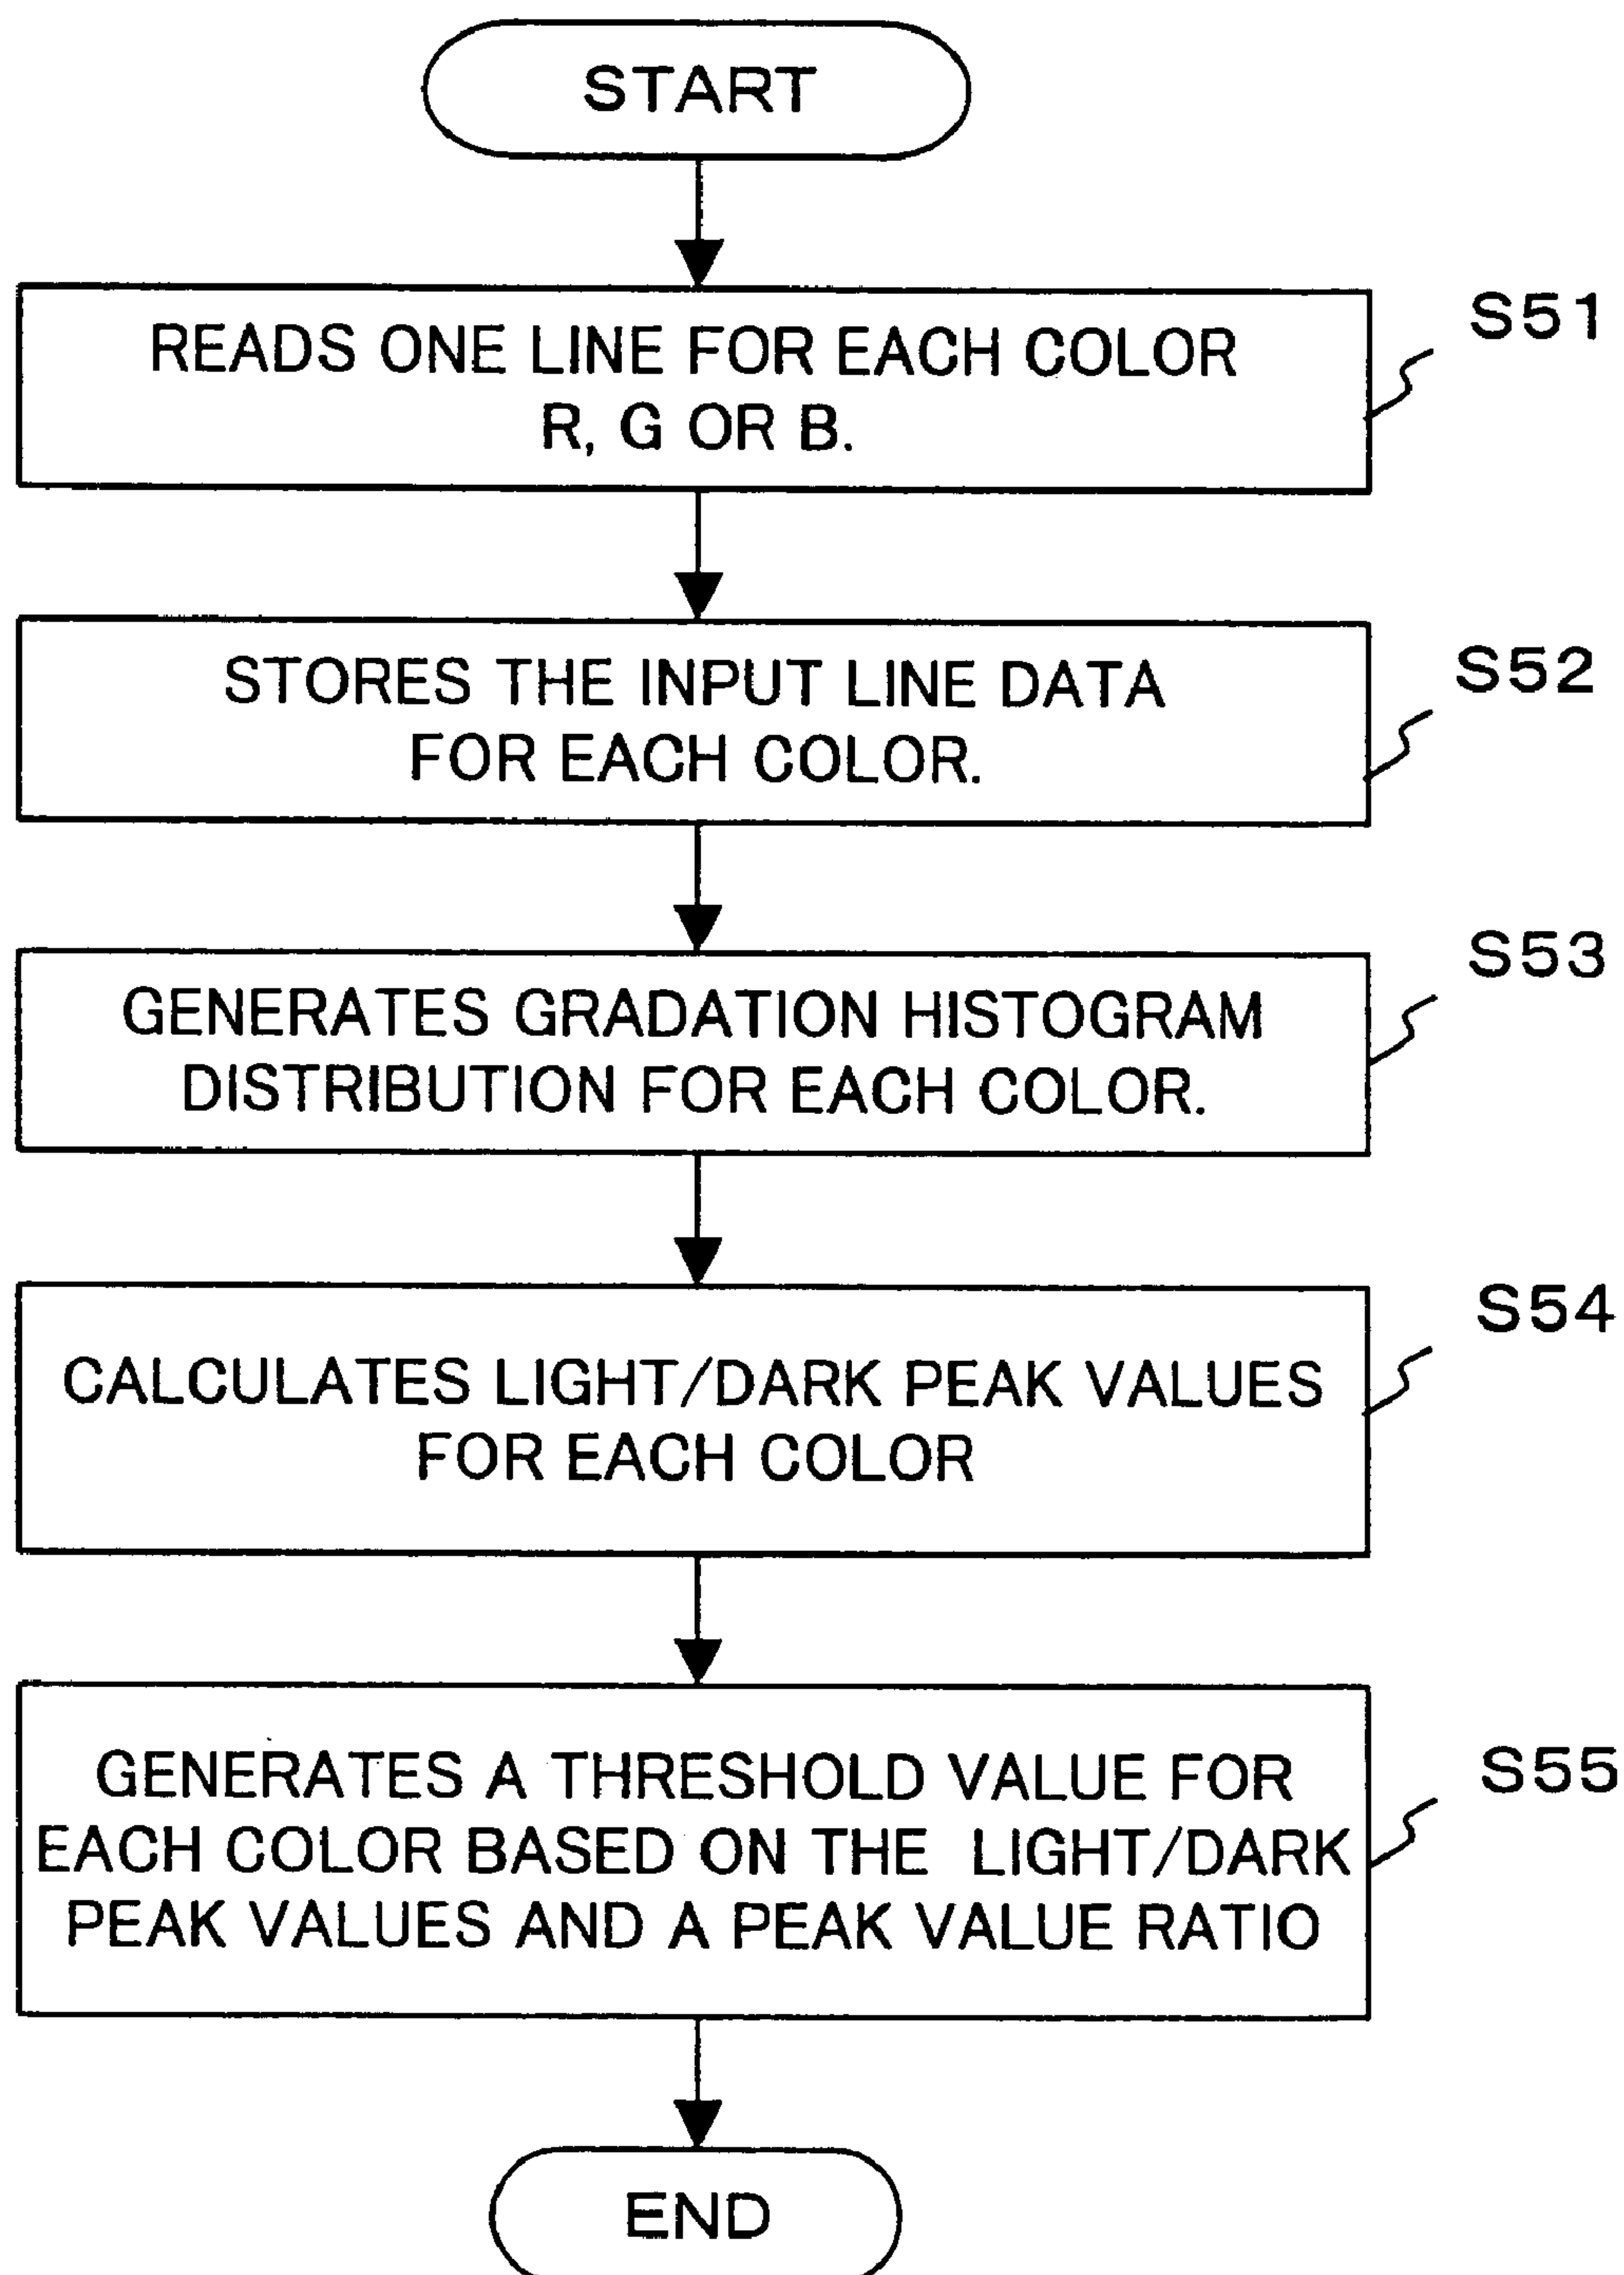 START
S51
READS ONE LINE FOR EACH COLOR
R, G OR B.
S52
STORES THE INPUT LINE DATA
FOR EACH COLOR.
S53
GENERATES GRADATION HISTOGRAM
DISTRIBUTION FOR EACH COLOR.
S54
CALCULATES LIGHT/DARK PEAK VALUES
FOR EACH COLOR
S55
GENERATES A THRESHOLD VALUE FOR
EACH COLOR BASED ON THE LIGHT/DARK
PEAK VALUES AND A PEAK VALUE RATIO
END